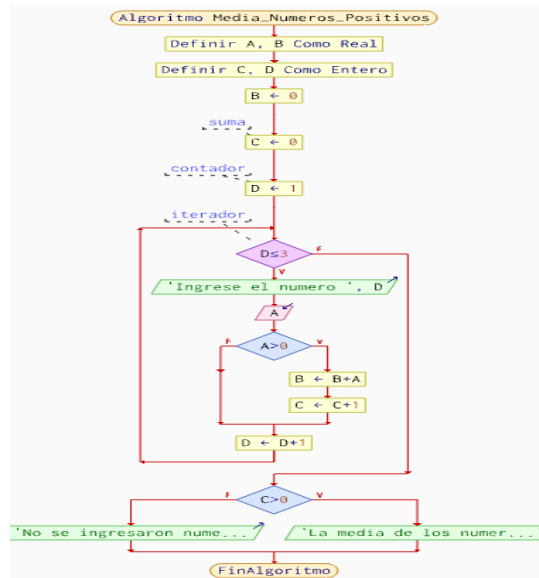 Algoritmo Media_Numeros_Positivos
Definir A, B Como Real
Definir C, D Como Entero
B ← 0
suma
C ← 0
contador
D ← 1
iterador
D≤3
F
V
'Ingrese el numero ', D
A
A>0
F
V
B ← B+A
C ← C+1
D ← D+1
C>0
F
V
'No se ingresaron nume...
'La media de los numer...
FinAlgoritmo